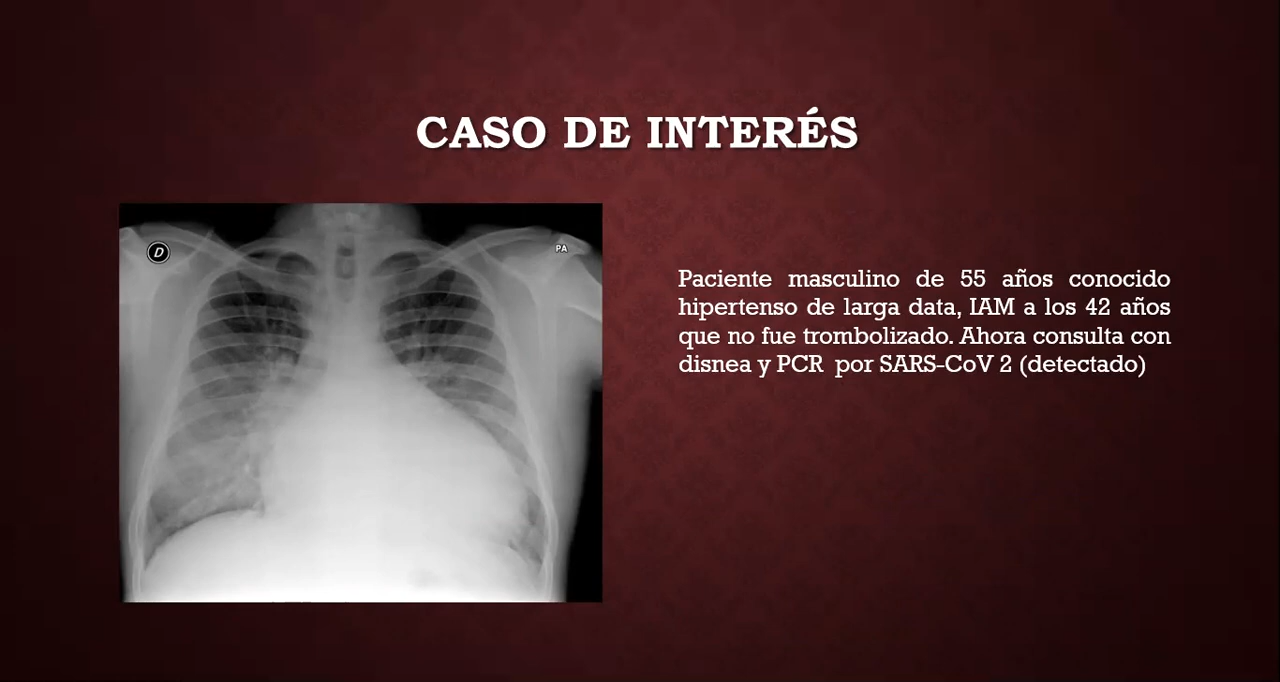 CASO DE INTERÉS
D
PA
Paciente masculino de 55 años conocido
hipertenso de larga data, IAM a los 42 años
que no fue trombolizado. Ahora consulta con
disnea y PCR por SARS-CoV 2 (detectado)